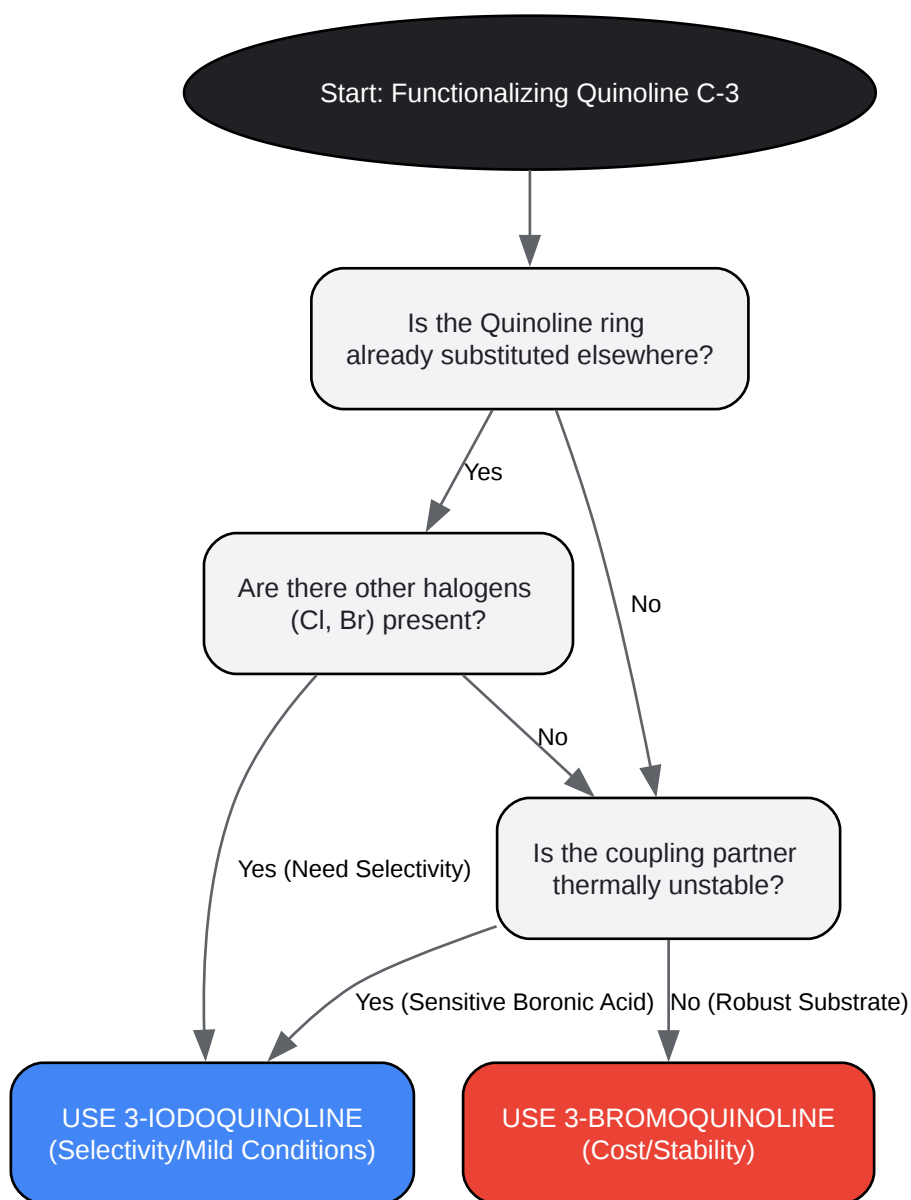 Start: Functionalizing Quinoline C-3
Is the Quinoline ring
already substituted elsewhere?
Yes
Are there other halogens
(Cl, Br) present?
No
No
Is the coupling partner
thermally unstable?
Yes (Need Selectivity)
Yes (Sensitive Boronic Acid)
No (Robust Substrate)
USE 3-IODOQUINOLINE
(Selectivity/Mild Conditions)
USE 3-BROMOQUINOLINE
(Cost/Stability)